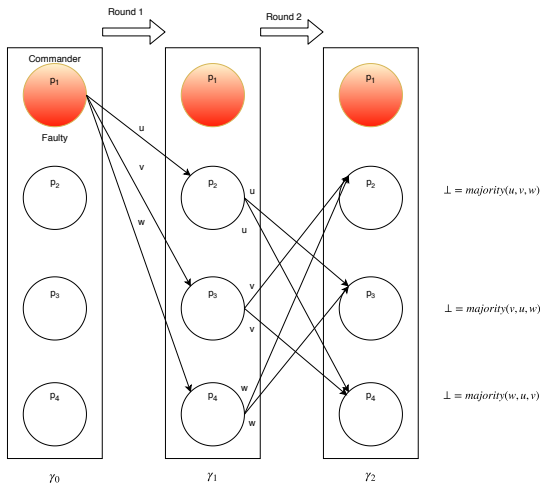 Round 1
Round 2
Commander
p1
p1
p1
Faulty
u
v
w
p2
p2
p2
u
u
⊥ = majority(u, v, w)
p3
p3
p3
v
v
⊥ = majority(v, u, w)
p4
p4
p4
w
w
⊥ = majority(w, u, v)
γ0
γ1
γ2